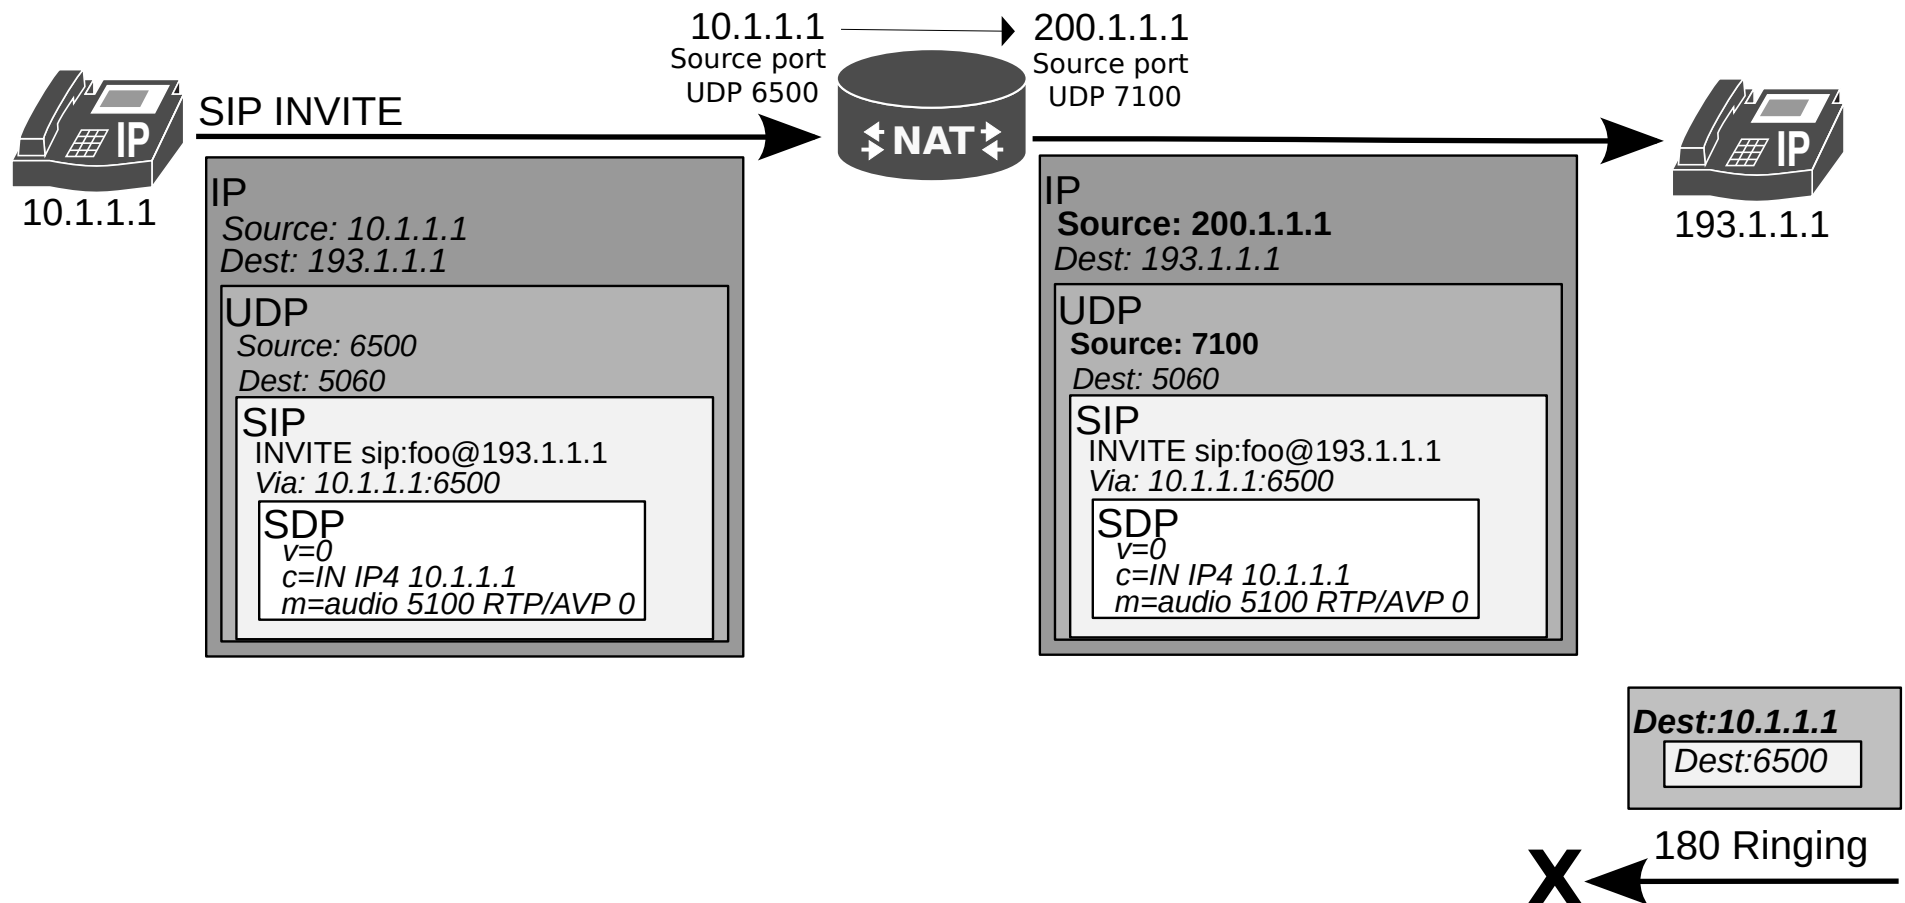 10.1.1.1
Source port
UDP 6500
200.1.1.1
Source port
UDP 7100
IP
10.1.1.1
SIP INVITE
NAT
IP
193.1.1.1
IP
Source: 10.1.1.1
Dest: 193.1.1.1
UDP
Source: 6500
Dest: 5060
SIP
INVITE sip:foo@193.1.1.1
Via: 10.1.1.1:6500
SDP
v=0
c=IN IP4 10.1.1.1
m=audio 5100 RTP/AVP 0
IP
Source: 200.1.1.1
Dest: 193.1.1.1
UDP
Source: 7100
Dest: 5060
SIP
INVITE sip:foo@193.1.1.1
Via: 10.1.1.1:6500
SDP
v=0
c=IN IP4 10.1.1.1
m=audio 5100 RTP/AVP 0
Dest:10.1.1.1
Dest:6500
180 Ringing
X